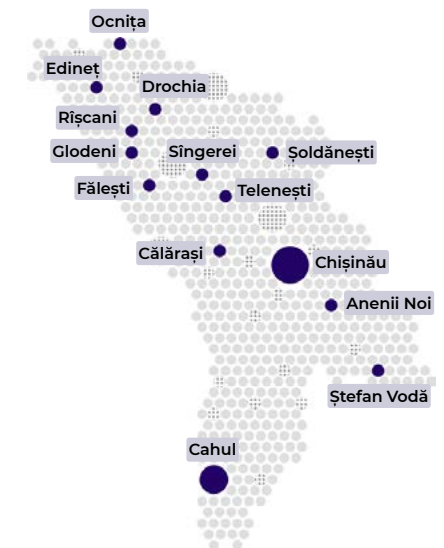 Ocnița
Edineț
Drochia
Rîșcani
Glodeni
Sîngerei
Șoldănești
Fălești
Telenești
Călărași
Chișinău
Anenii Noi
Ștefan Vodă
Cahul